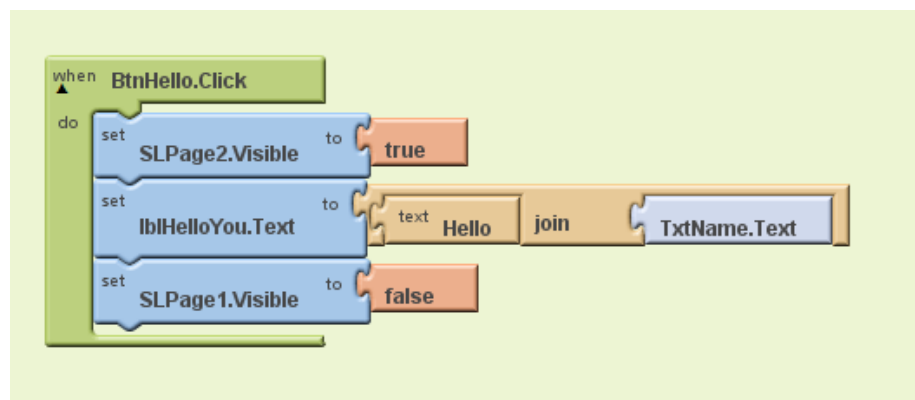 when BtnHello.Click
do
set SLPage2.Visible to true
set lblHelloYou.Text to text Hello join TxtName.Text
set SLPage1.Visible to false